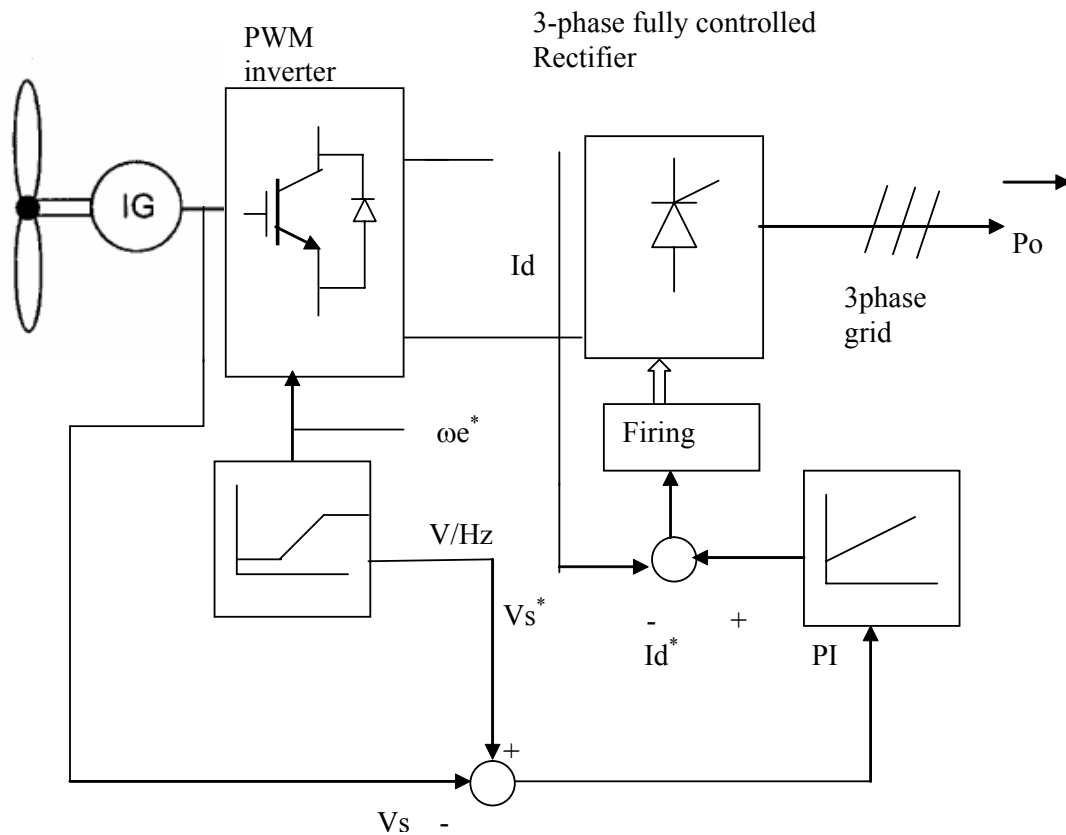 3-phase fully controlled
Rectifier
PWM
inverter
IG
Id
Po
3phase
grid
Firing
ωe*
V/Hz
Vs*
- +
Id*
PI
+
Vs -